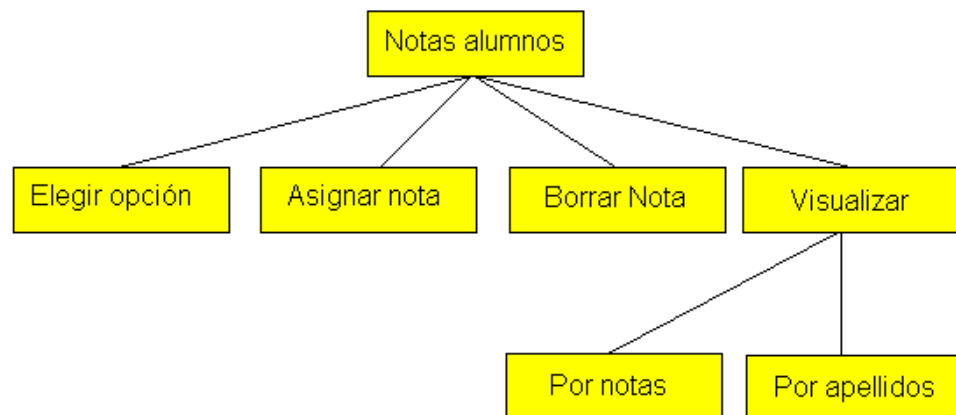 Notas alumnos
Elegir opción
Asignar nota
Borrar Nota
Visualizar
Por notas
Por apellidos